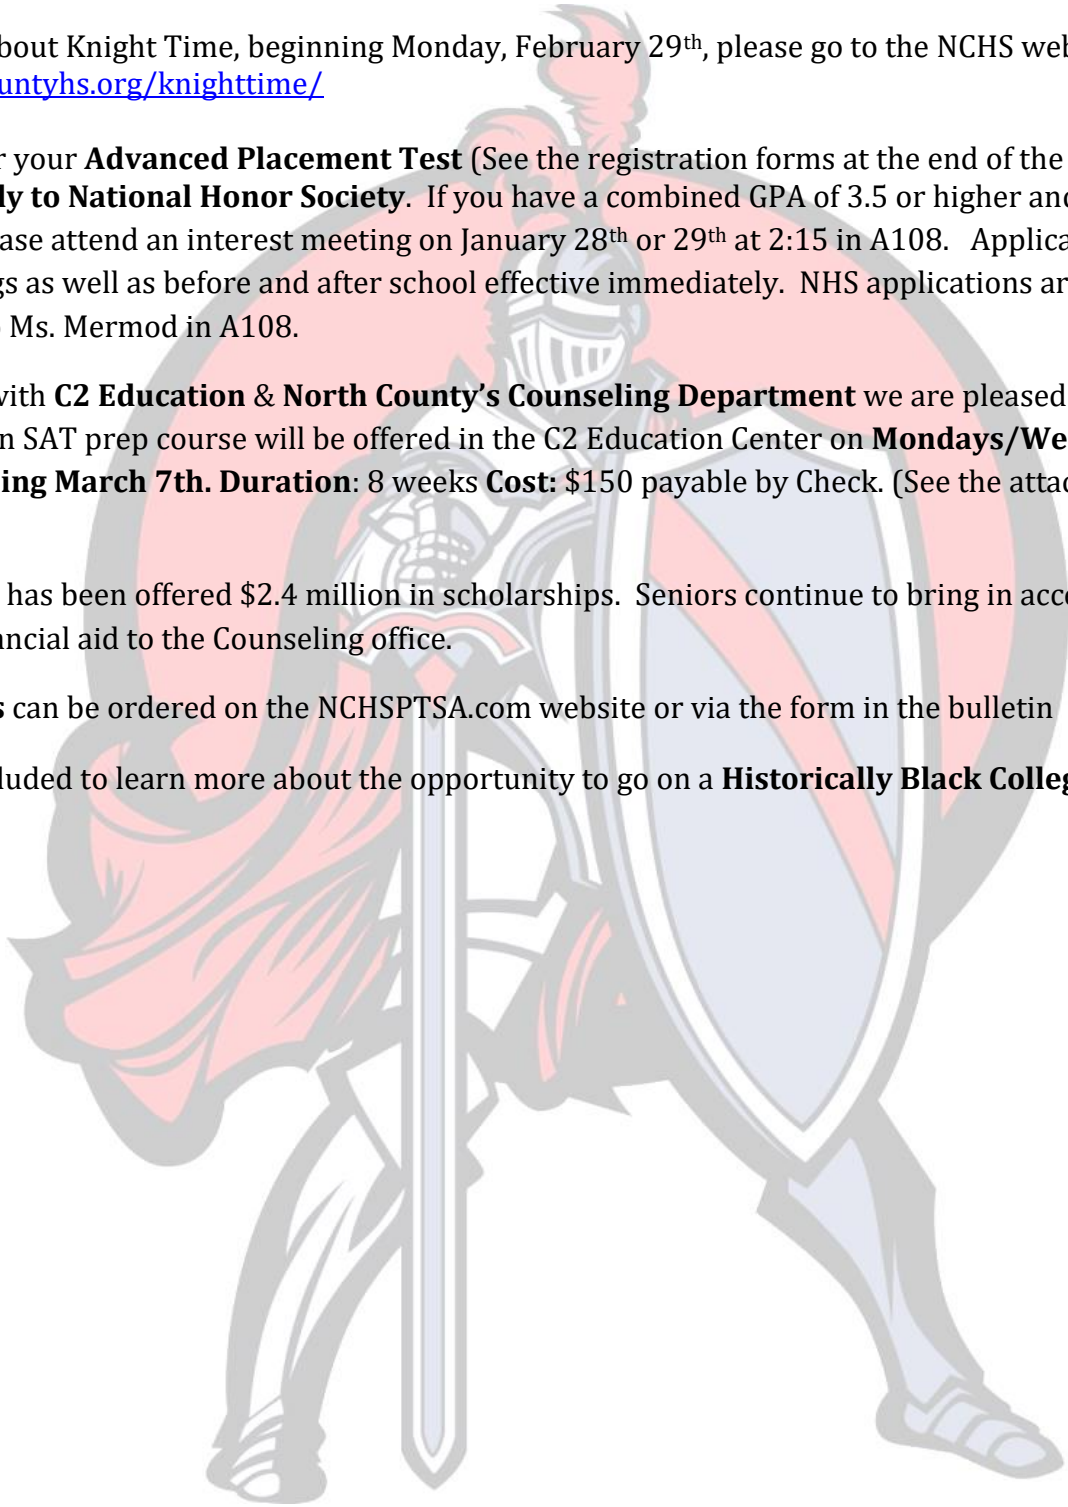 bout Knight Time, beginning Monday, February 29th, please go to the NCHS web
untyhs.org/knighttime/
r your Advanced Placement Test (See the registration forms at the end of the
ly to National Honor Society.  If you have a combined GPA of 3.5 or higher and
ase attend an interest meeting on January 28th or 29th at 2:15 in A108.   Applica
gs as well as before and after school effective immediately.  NHS applications ar
o Ms. Mermod in A108.
with C2 Education & North County's Counseling Department we are pleased
n SAT prep course will be offered in the C2 Education Center on Mondays/We
ing March 7th. Duration: 8 weeks Cost: $150 payable by Check. (See the attac
has been offered $2.4 million in scholarships.  Seniors continue to bring in acce
ancial aid to the Counseling office.
s can be ordered on the NCHSPTSA.com website or via the form in the bulletin
luded to learn more about the opportunity to go on a Historically Black Colleg